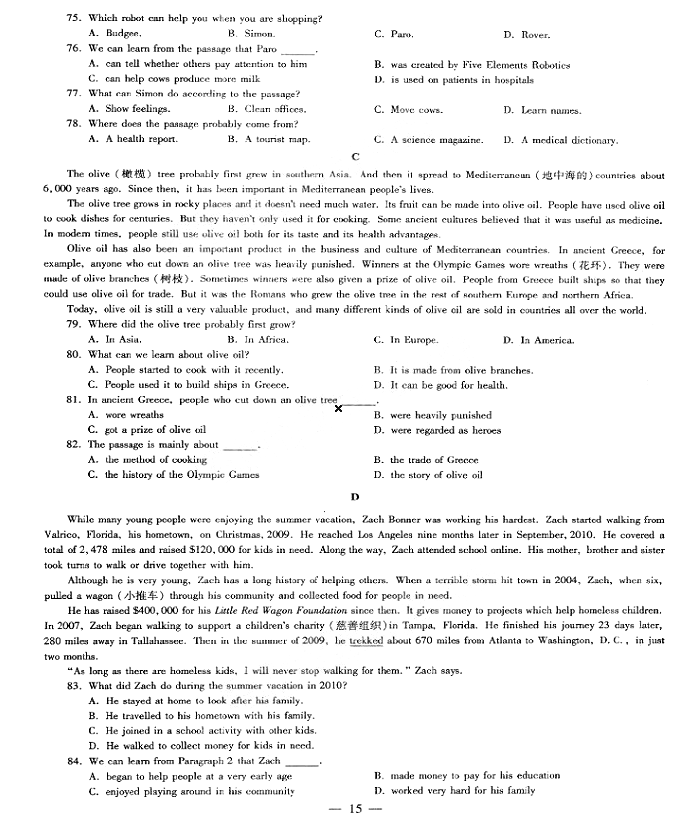 75. Which robot can help you when you are shopping?
A. Budgee. B. Simon. C. Paro. D. Rover.
76. We can learn from the passage that Paro ______.
A. can tell whether others pay attention to him B. was created by Five Elements Robotics
C. can help cows produce more milk D. is used on patients in hospitals
77. What can Simon do according to the passage?
A. Show feelings. B. Clean offices. C. Move cows. D. Learn names.
78. Where does the passage probably come from?
A. A health report. B. A tourist map. C. A science magazine. D. A medical dictionary.
C
The olive (橄榄) tree probably first grew in southern Asia. And then it spread to Mediterranean (地中海的) countries about
6,000 years ago. Since then, it has been important in Mediterranean people's lives.
The olive tree grows in rocky places and it doesn't need much water. Its fruit can be made into olive oil. People have used olive oil
to cook dishes for centuries. But they haven't only used it for cooking. Some ancient cultures believed that it was useful as medicine.
In modern times, people still use olive oil both for its taste and its health advantages.
Olive oil has also been an important product in the business and culture of Mediterranean countries. In ancient Greece, for
example, anyone who cut down an olive tree was heavily punished. Winners at the Olympic Games wore wreaths (花环). They were
made of olive branches (树枝). Sometimes winners were also given a prize of olive oil. People from Greece built ships so that they
could use olive oil for trade. But it was the Romans who grew the olive tree in the rest of southern Europe and northern Africa.
Today, olive oil is still a very valuable product, and many different kinds of olive oil are sold in countries all over the world.
79. Where did the olive tree probably first grow?
A. In Asia. B. In Africa. C. In Europe. D. In America.
80. What can we learn about olive oil?
A. People started to cook with it recently. B. It is made from olive branches.
C. People used it to build ships in Greece. D. It can be good for health.
81. In ancient Greece, people who cut down an olive tree ______.
A. wore wreaths B. were heavily punished
C. got a prize of olive oil D. were regarded as heroes
82. The passage is mainly about ______.
A. the method of cooking B. the trade of Greece
C. the history of the Olympic Games D. the story of olive oil
D
While many young people were enjoying the summer vacation, Zach Bonner was working his hardest. Zach started walking from
Valrico, Florida, his hometown, on Christmas, 2009. He reached Los Angeles nine months later in September, 2010. He covered a
total of 2,478 miles and raised $120,000 for kids in need. Along the way, Zach attended school online. His mother, brother and sister
took turns to walk or drive together with him.
Although he is very young, Zach has a long history of helping others. When a terrible storm hit town in 2004, Zach, when six,
pulled a wagon (小推车) through his community and collected food for people in need.
He has raised $400,000 for his Little Red Wagon Foundation since then. It gives money to projects which help homeless children.
In 2007, Zach began walking to support a children's charity (慈善组织) in Tampa, Florida. He finished his journey 23 days later,
280 miles away in Tallahassee. Then in the summer of 2009, he trekked about 670 miles from Atlanta to Washington, D. C., in just
two months.
"As long as there are homeless kids, I will never stop walking for them." Zach says.
83. What did Zach do during the summer vacation in 2010?
A. He stayed at home to look after his family.
B. He travelled to his hometown with his family.
C. He joined in a school activity with other kids.
D. He walked to collect money for kids in need.
84. We can learn from Paragraph 2 that Zach ______.
A. began to help people at a very early age B. made money to pay for his education
C. enjoyed playing around in his community D. worked very hard for his family
— 15 —